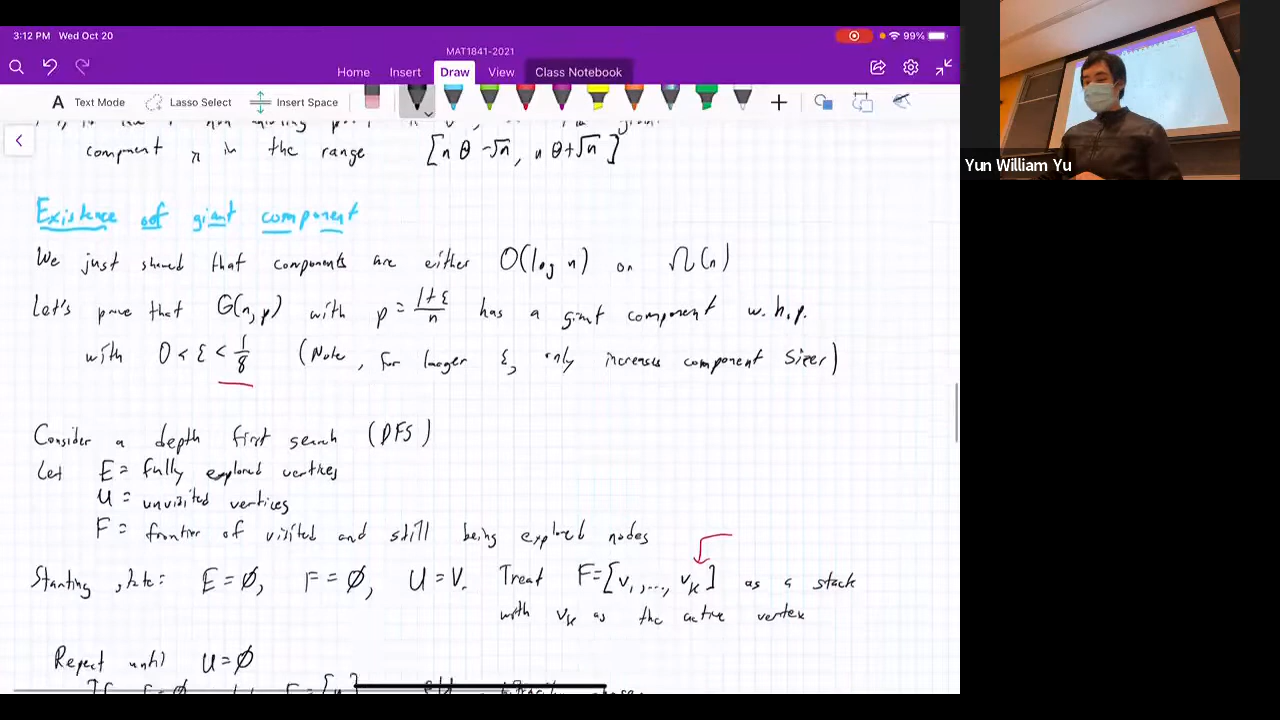 3:12 PM Wed Oct 20
99%
MAT1841-2021
Home Insert Draw View Class Notebook
Text Mode Lasso Select Insert Space
component in the range [nθ-√n, nθ+√n]
Existence of giant component
We just showed that components are either O(log n) or Ω(n)
Let's prove that G(n,p) with p = 1+ε/n has a giant component w.h.p.
with 0 < ε < 1/8 (Note, for larger ε, only increases component sizes)
Consider a depth first search (DFS)
Let E = fully explored vertices
U = unvisited vertices
F = frontier of visited and still being explored nodes
Starting state: E = ∅, F = ∅, U = V. Treat F = [v₁, ..., vₖ] as a stack
with vₖ as the active vertex
Repeat until U = ∅
Yun William Yu